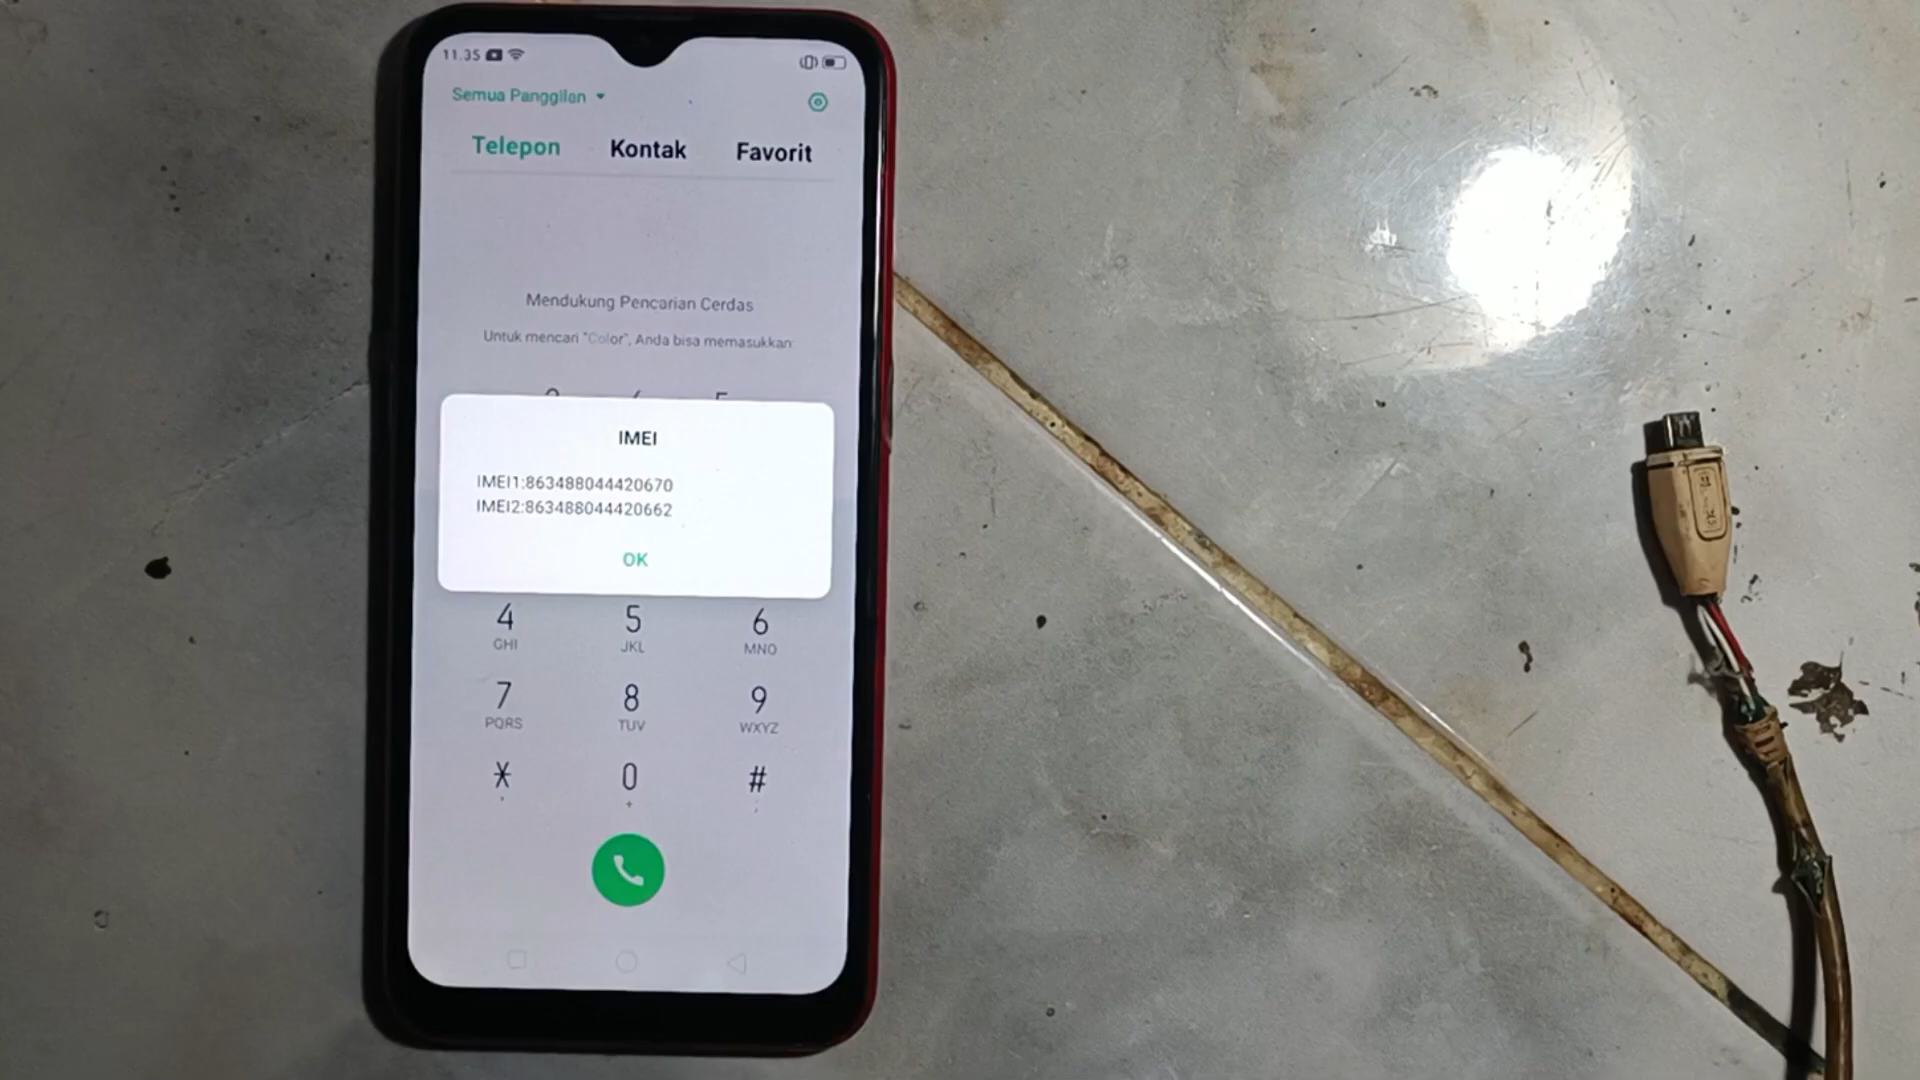 11.35
Semua Panggilan
Telepon Kontak Favorit
Mendukung Pencarian Cerdas
Untuk mencari "Color", Anda bisa memasukkan:
IMEI
IMEI1:863488044420670
IMEI2:863488044420662
OK
4 5 6
GHI JKL MNO
7 8 9
PQRS TUV WXYZ
* 0 #
, + ;